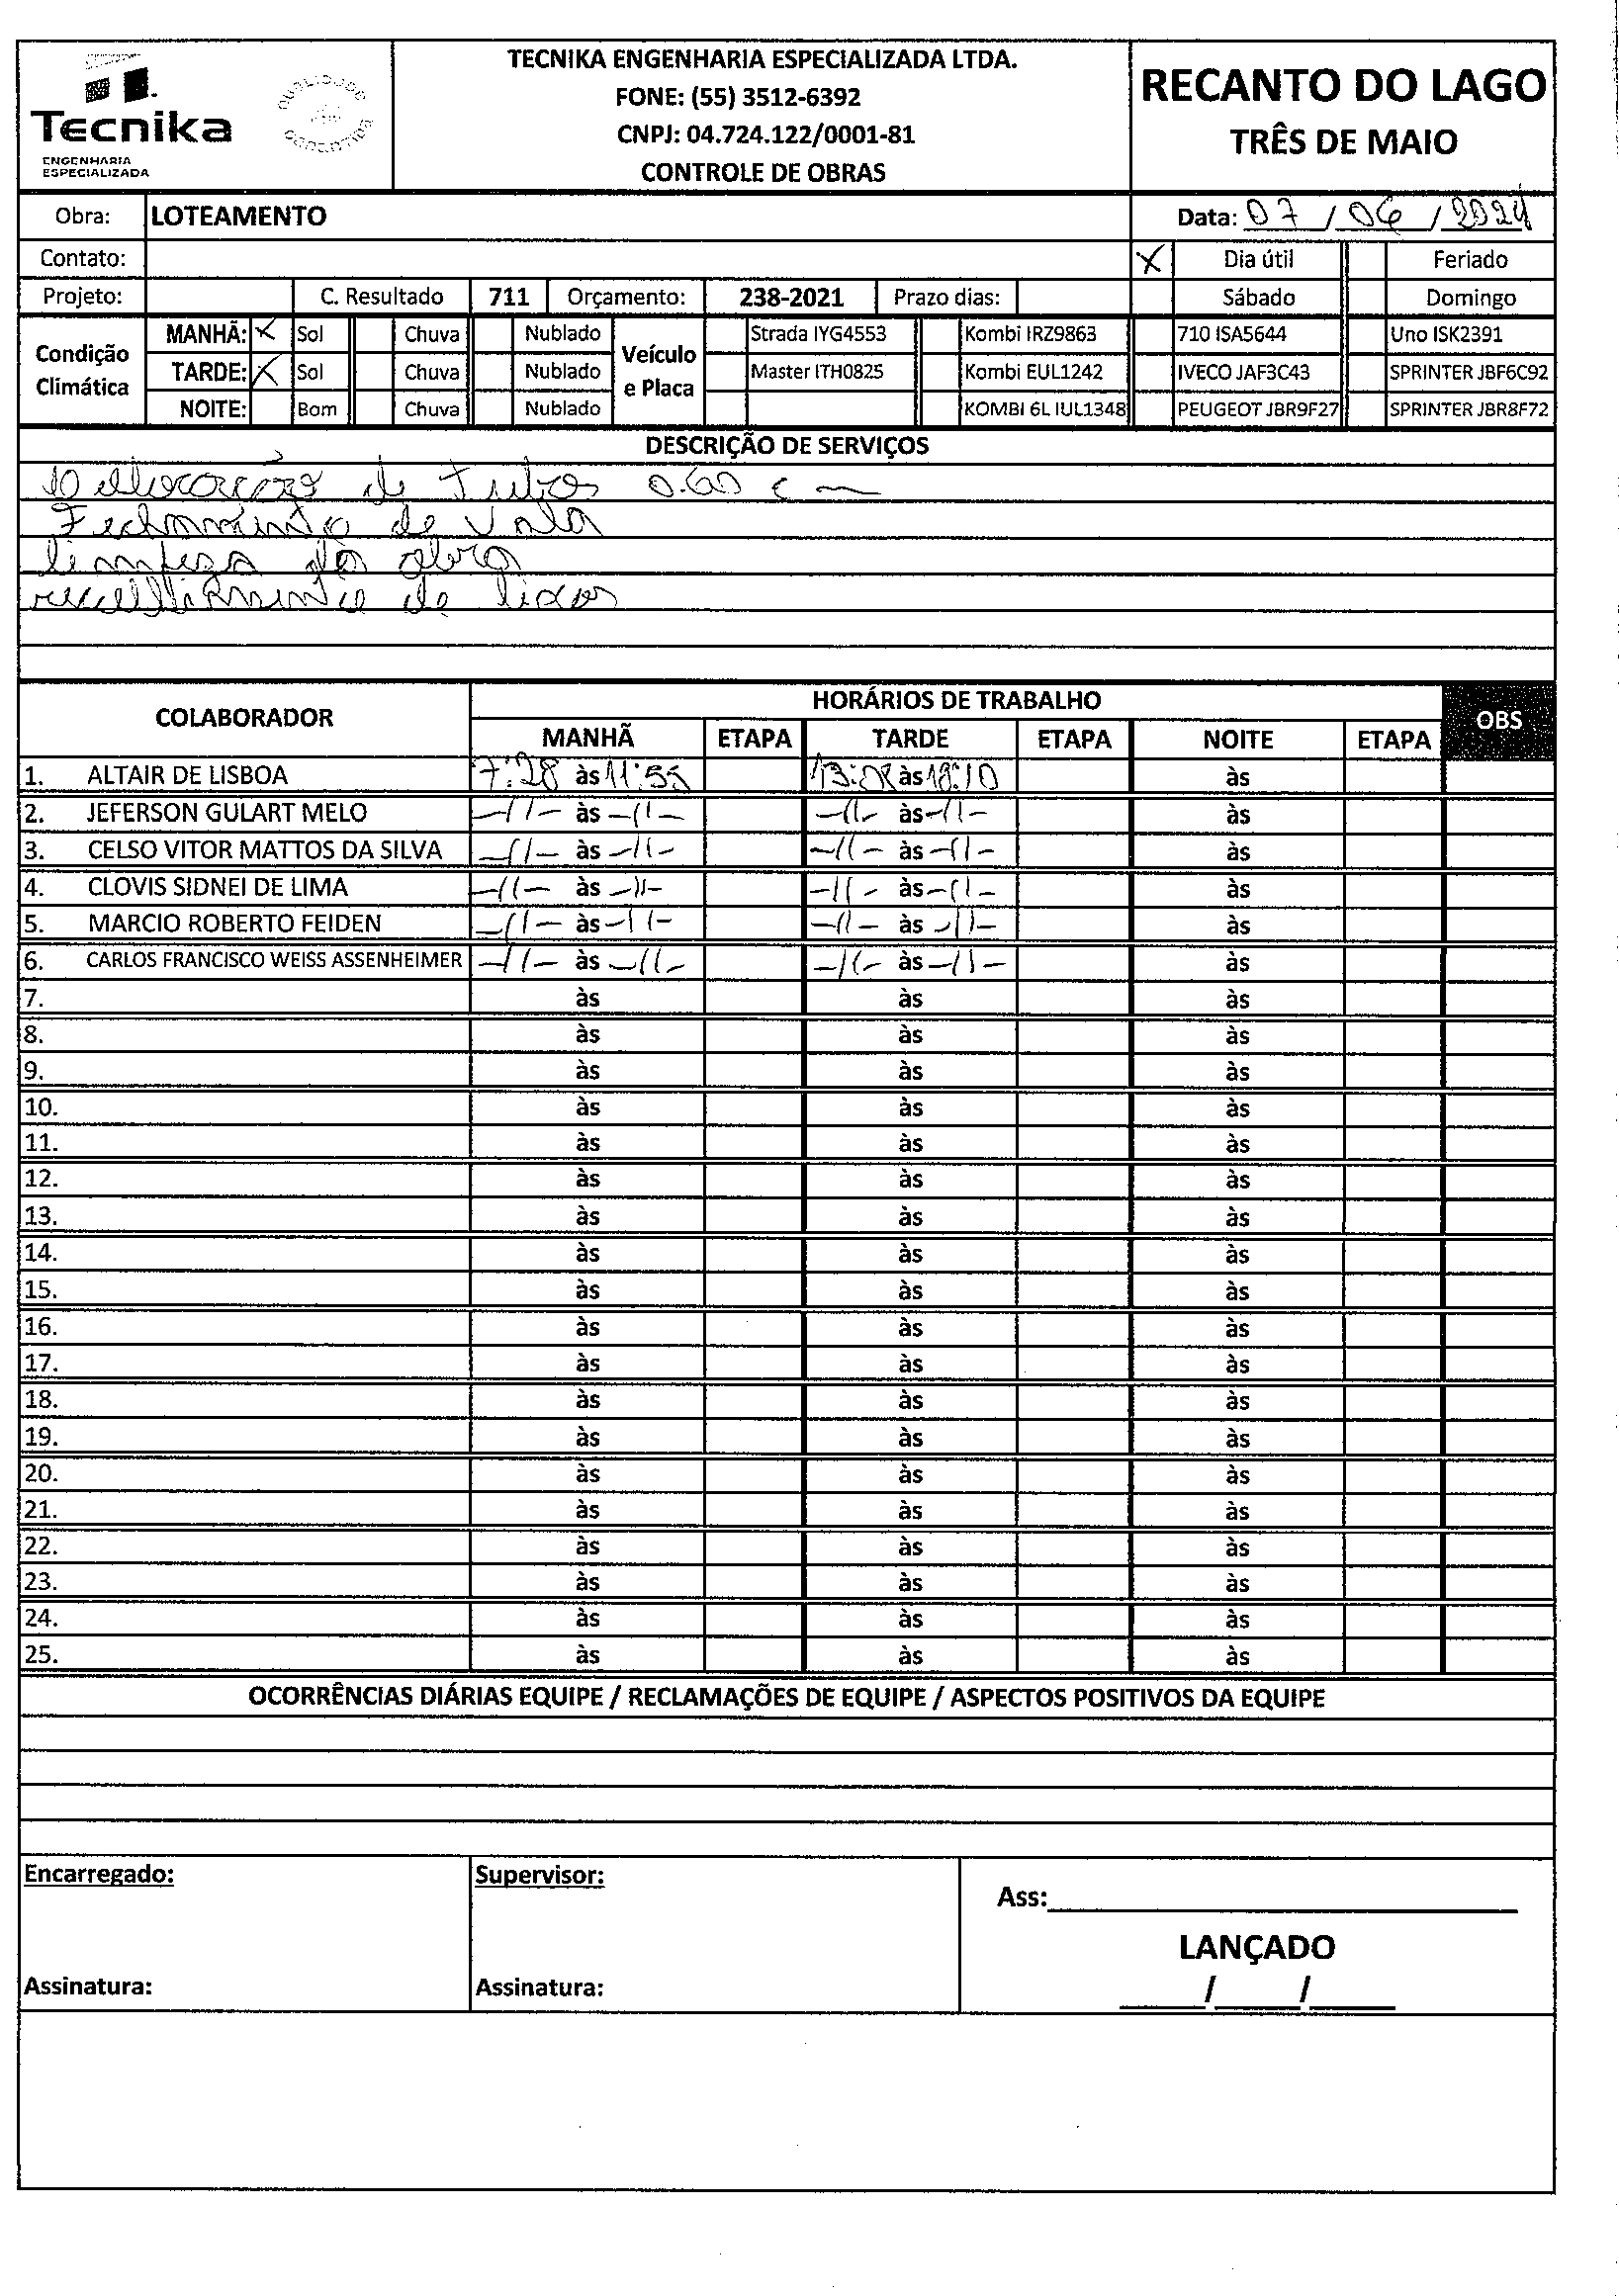 Tecnika
ENGENHARIA
ESPECIALIZADA
TECNIKA ENGENHARIA ESPECIALIZADA LTDA.
FONE: (55) 3512-6392
CNPJ: 04.724.122/0001-81
CONTROLE DE OBRAS
RECANTO DO LAGO
TRÊS DE MAIO
Obra: LOTEAMENTO Data: 07 / 06 / 2024
Contato: X Dia útil Feriado
Projeto: C. Resultado 711 Orçamento: 238-2021 Prazo dias: Sábado Domingo
Condição Climática
MANHÃ: X Sol Chuva Nublado
TARDE: X Sol Chuva Nublado
NOITE: Bom Chuva Nublado
Veículo e Placa
Strada IYG4553 Kombi IRZ9863 710 ISA5644 Uno ISK2391
Master ITH0825 Kombi EUL1242 IVECO JAF3C43 SPRINTER JBF6C92
KOMBI 6L IUL1348 PEUGEOT JBR9F27 SPRINTER JBR8F72
DESCRIÇÃO DE SERVIÇOS
de Tubos 0.60 cm
Fechamento de Vala
limpeza da obra
recolhimento de lixos
COLABORADOR HORÁRIOS DE TRABALHO OBS
MANHÃ ETAPA TARDE ETAPA NOITE ETAPA
1. ALTAIR DE LISBOA 7:28 às 11:55 13:08 às 18:10 às
2. JEFERSON GULART MELO -//- às -//- -//- às -//- às
3. CELSO VITOR MATTOS DA SILVA -//- às -//- -//- às -//- às
4. CLOVIS SIDNEI DE LIMA -//- às -//- -//- às -//- às
5. MARCIO ROBERTO FEIDEN -//- às -//- -//- às -//- às
6. CARLOS FRANCISCO WEISS ASSENHEIMER -//- às -//- -//- às -//- às
7. às às às
8. às às às
9. às às às
10. às às às
11. às às às
12. às às às
13. às às às
14. às às às
15. às às às
16. às às às
17. às às às
18. às às às
19. às às às
20. às às às
21. às às às
22. às às às
23. às às às
24. às às às
25. às às às
OCORRÊNCIAS DIÁRIAS EQUIPE / RECLAMAÇÕES DE EQUIPE / ASPECTOS POSITIVOS DA EQUIPE
Encarregado: Supervisor:
Ass:
LANÇADO
Assinatura: Assinatura:
/ /